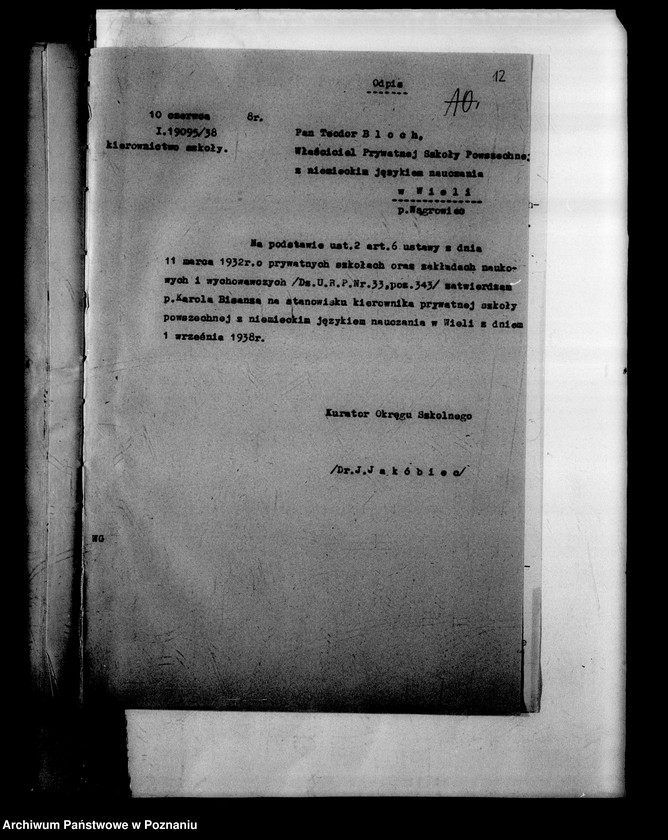 12
Odpis
10.
10 czerwca 8r.
I.19095/38
kierownictwo szkoły.
Pan Teodor B l o c h,
Właściciel Prywatnej Szkoły Powszechnej
z niemieckim językiem nauczania
w W i e l i
p.Wągrowiec
Na podstawie ust.2 art.6 ustawy z dnia
11 marca 1932r.o prywatnych szkołach oraz zakładach nauko-
wych i wychowawczych /Dz.U.R.P.Nr.33,poz.343/ zatwierdzam
p.Karola Bisanza na stanowisku kierownika prywatnej szkoły
powszechnej z niemieckim językiem nauczania w Wieli z dniem
1 września 1938r.
Kurator Okręgu Szkolnego
/Dr.J.J a k ó b i e c/
WG
Archiwum Państwowe w Poznaniu